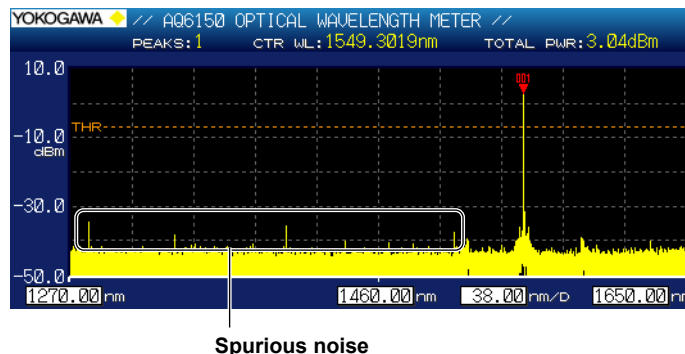 YOKOGAWA // AQ6150 OPTICAL WAVELENGTH METER //
PEAKS:1 CTR WL:1549.3019nm TOTAL PWR:3.04dBm
10.0
001
THR
-10.0
dBm
-30.0
-50.0
1270.00nm 1460.00nm 38.00nm/D 1650.00n
Spurious noise